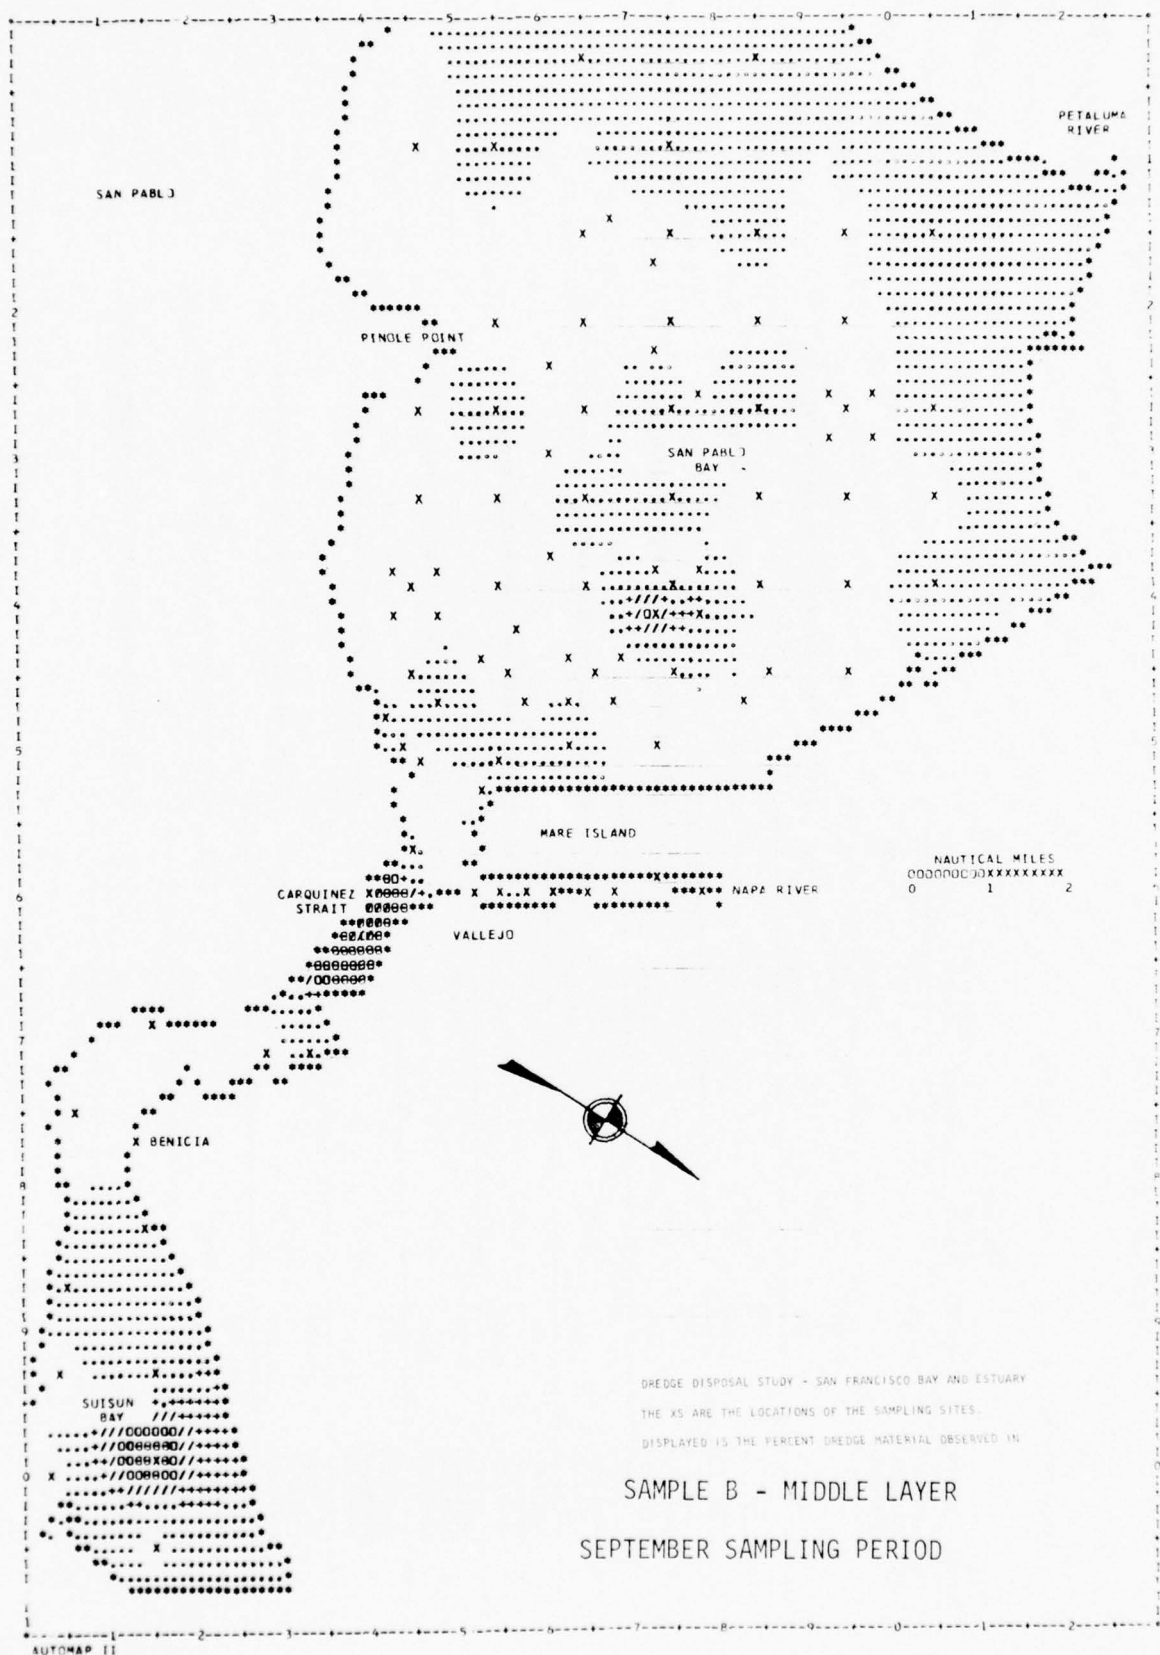 PETALUMA
RIVER
SAN PABLO
PINOLE POINT
SAN PABLO
BAY
MARE ISLAND
NAUTICAL MILES
0 1 2
CARQUINEZ
STRAIT
NAPA RIVER
VALLEJO
BENICIA
SUISUN
BAY
DREDGE DISPOSAL STUDY - SAN FRANCISCO BAY AND ESTUARY
THE XS ARE THE LOCATIONS OF THE SAMPLING SITES.
DISPLAYED IS THE PERCENT DREDGE MATERIAL OBSERVED IN
SAMPLE B - MIDDLE LAYER
SEPTEMBER SAMPLING PERIOD
AUTOMAP II